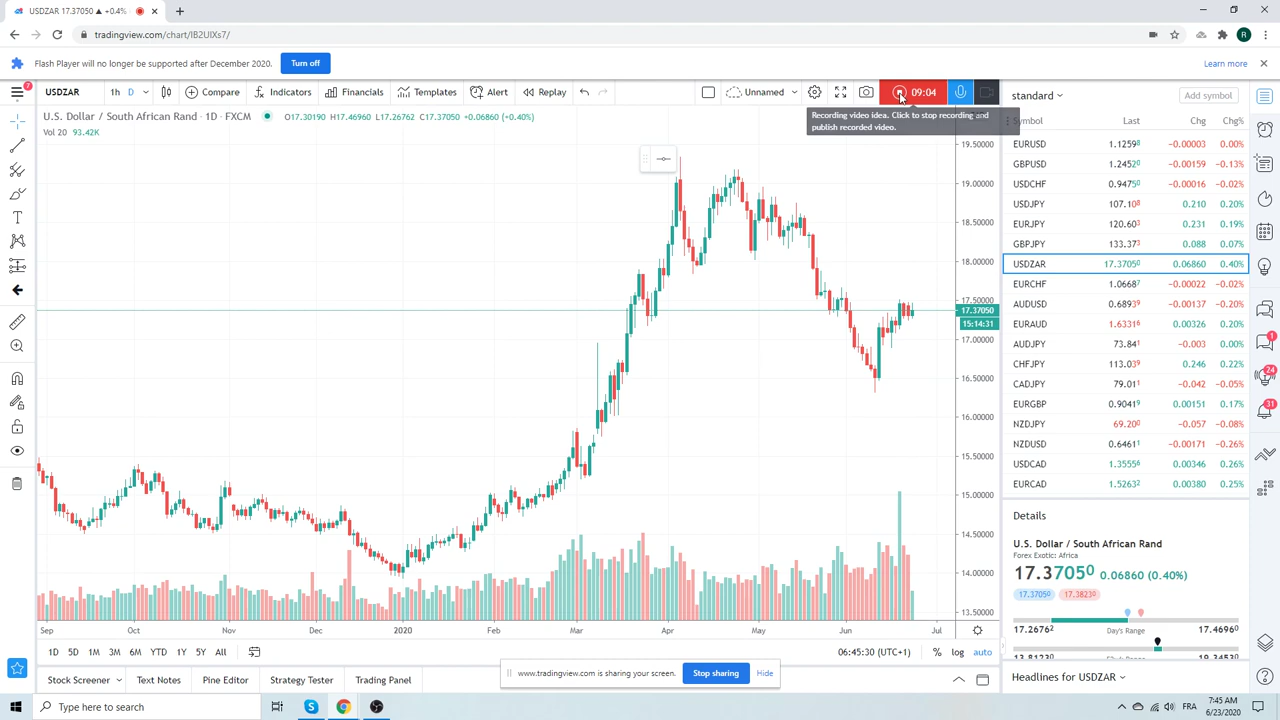 USDZAR 17.37050 ▲ +0.4%
tradingview.com/chart/IB2UlXs7/
R
Flash Player will no longer be supported after December 2020.
Turn off
Learn more
7
USDZAR
1h
D
Compare
Indicators
Financials
Templates
Alert
Replay
Unnamed
09:04
Recording video idea. Click to stop recording and
publish recorded video.
U.S. Dollar / South African Rand · 1D · FXCM
O17.30190 H17.46960 L17.26762 C17.37050 +0.06860 (+0.40%)
Vol 20 93.42K
19.50000
19.00000
18.50000
18.00000
17.50000
17.37050
15:14:31
17.00000
16.50000
16.00000
15.50000
15.00000
14.50000
14.00000
13.50000
Sep Oct Nov Dec 2020 Feb Mar Apr May Jun Jul
1D 5D 1M 3M 6M YTD 1Y 5Y All
06:45:30 (UTC+1)
% log auto
www.tradingview.com is sharing your screen.
Stop sharing
Hide
Stock Screener
Text Notes
Pine Editor
Strategy Tester
Trading Panel
standard
Add symbol
Symbol Last Chg Chg%
EURUSD 1.12598 −0.00003 0.00%
GBPUSD 1.24520 −0.00159 −0.13%
USDCHF 0.94750 −0.00016 −0.02%
USDJPY 107.108 0.210 0.20%
EURJPY 120.603 0.231 0.19%
GBPJPY 133.373 0.088 0.07%
USDZAR 17.37050 0.06860 0.40%
EURCHF 1.06687 −0.00022 −0.02%
AUDUSD 0.68939 −0.00137 −0.20%
EURAUD 1.63316 0.00326 0.20%
AUDJPY 73.841 −0.003 0.00%
CHFJPY 113.039 0.246 0.22%
CADJPY 79.011 −0.042 −0.05%
EURGBP 0.90419 0.00151 0.17%
NZDJPY 69.200 −0.057 −0.08%
NZDUSD 0.64611 −0.00171 −0.26%
USDCAD 1.35556 0.00346 0.26%
EURCAD 1.52632 0.00380 0.25%
1
24
31
Details
U.S. Dollar / South African Rand
Forex Exotic: Africa
17.37050 0.06860 (0.40%)
17.37050 17.38230
17.26762 Day's Range 17.46960
Headlines for USDZAR
Type here to search
FRA
7:45 AM
6/23/2020